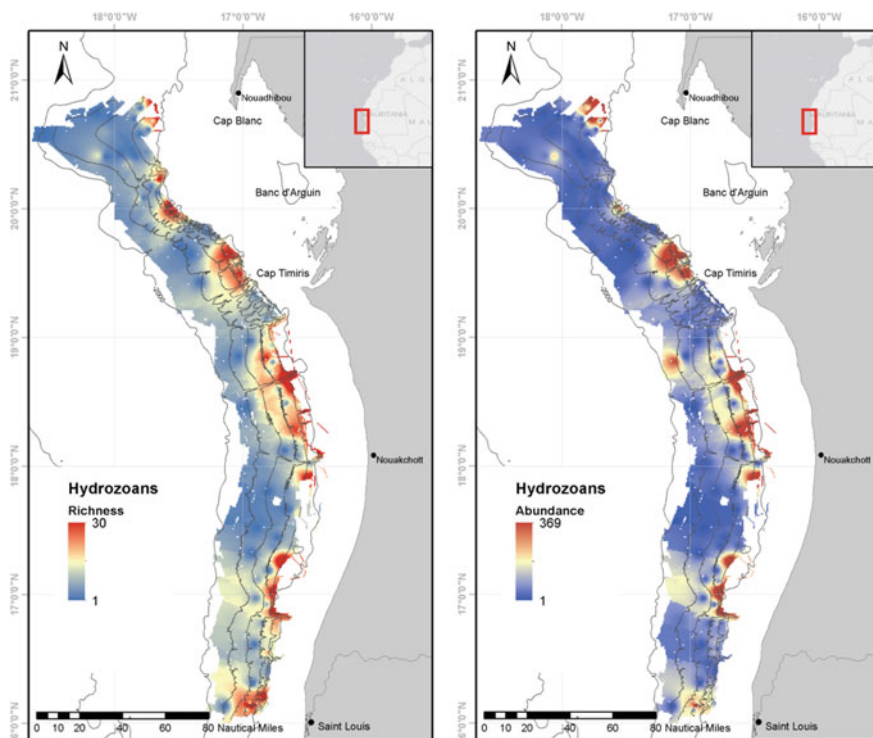 18°0'0"W
17°0'0"W
16°0'0"W
N
21°0'0"N
Nouadhibou
Cap Blanc
MAURITANIA
Banc d'Arguin
20°0'0"N
Cap Timiris
-2000
19°0'0"N
Nouakchott
18°0'0"N
Hydrozoans
Richness
30
1
17°0'0"N
0 10 20 40 60 80 Nautical Miles
Saint Louis
18°0'0"W
17°0'0"W
16°0'0"W
N
21°0'0"N
Nouadhibou
Cap Blanc
MAURITANIA
Banc d'Arguin
20°0'0"N
Cap Timiris
-2000
19°0'0"N
Nouakchott
18°0'0"N
Hydrozoans
Abundance
369
1
17°0'0"N
0 10 20 40 60 80 Nautical Miles
Saint Louis